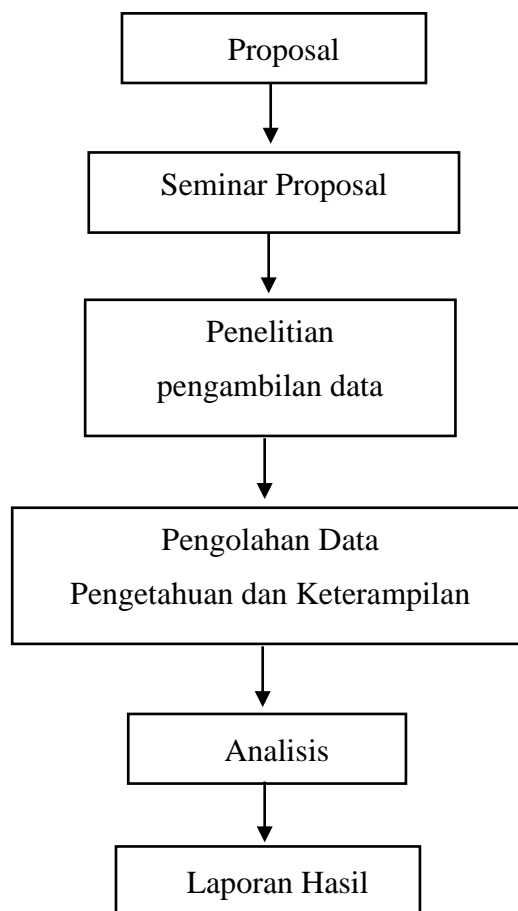 Proposal
Seminar Proposal
Penelitian
pengambilan data
Pengolahan Data
Pengetahuan dan Keterampilan
Analisis
Laporan Hasil